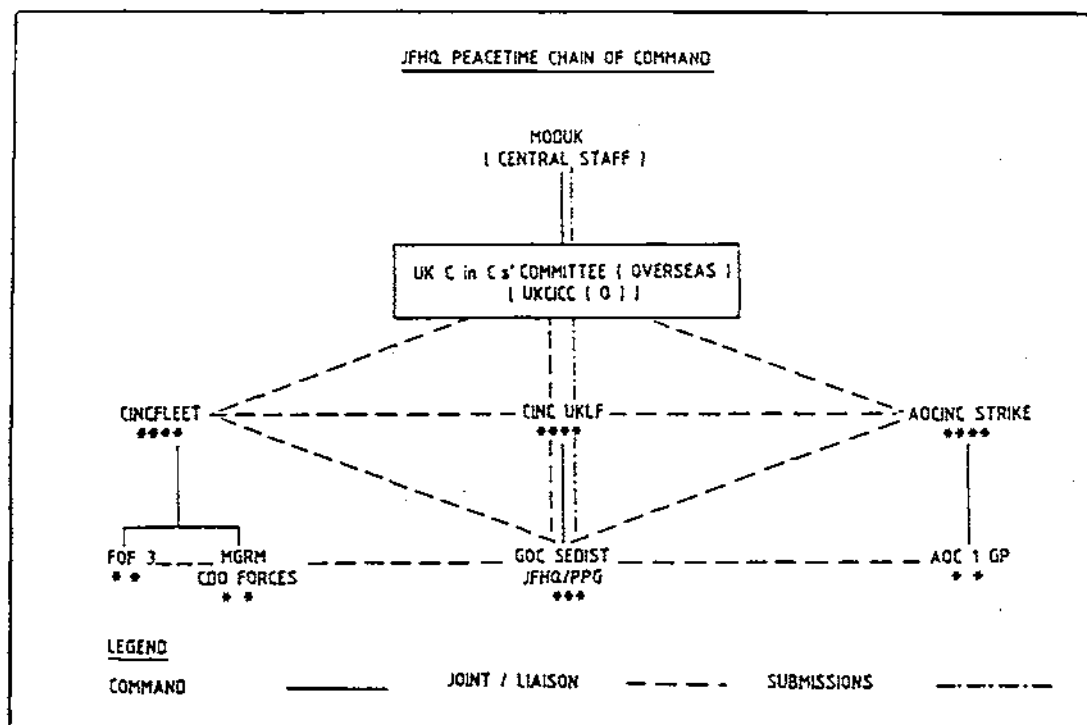 JFHQ PEACETIME CHAIN OF COMMAND
MODUK
( CENTRAL STAFF )
UK C in C s' COMMITTEE ( OVERSEAS )
( UKCICC ( O ) )
CINCFLEET
****
CINC UKLF
****
AOCINC STRIKE
****
FOF 3
**
MGRM
CDO FORCES
**
GOC SEDIST
JFHQ/PPG
***
AOC 1 GP
**
LEGEND
COMMAND
JOINT / LIAISON
SUBMISSIONS